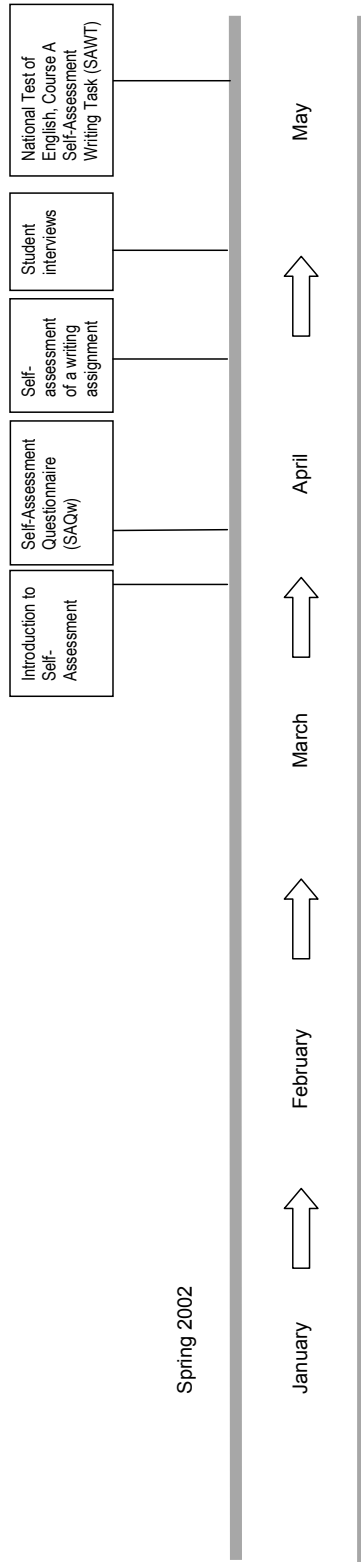 Introduction to
Self-
Assessment
Self-Assessment
Questionnaire
(SAQw)
Self-
assessment
of a writing
assignment
Student
interviews
National Test of
English, Course A
Self-Assessment
Writing Task (SAWT)
Spring 2002
January
February
March
April
May